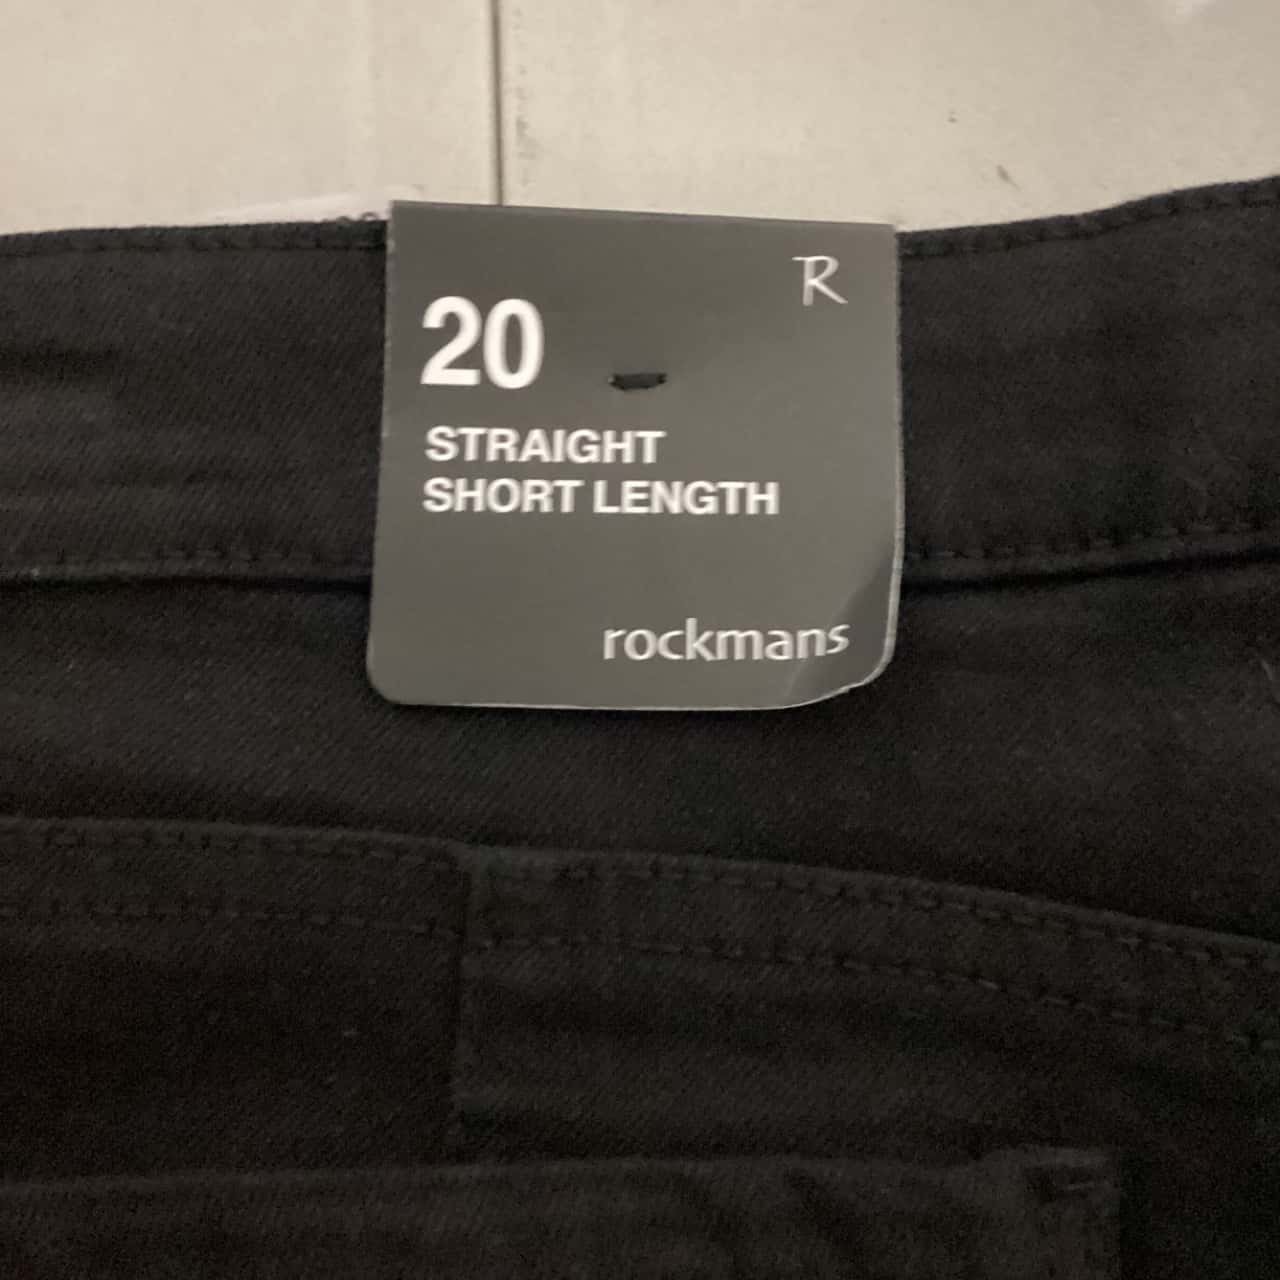 R
20
STRAIGHT
SHORT LENGTH
rockmans